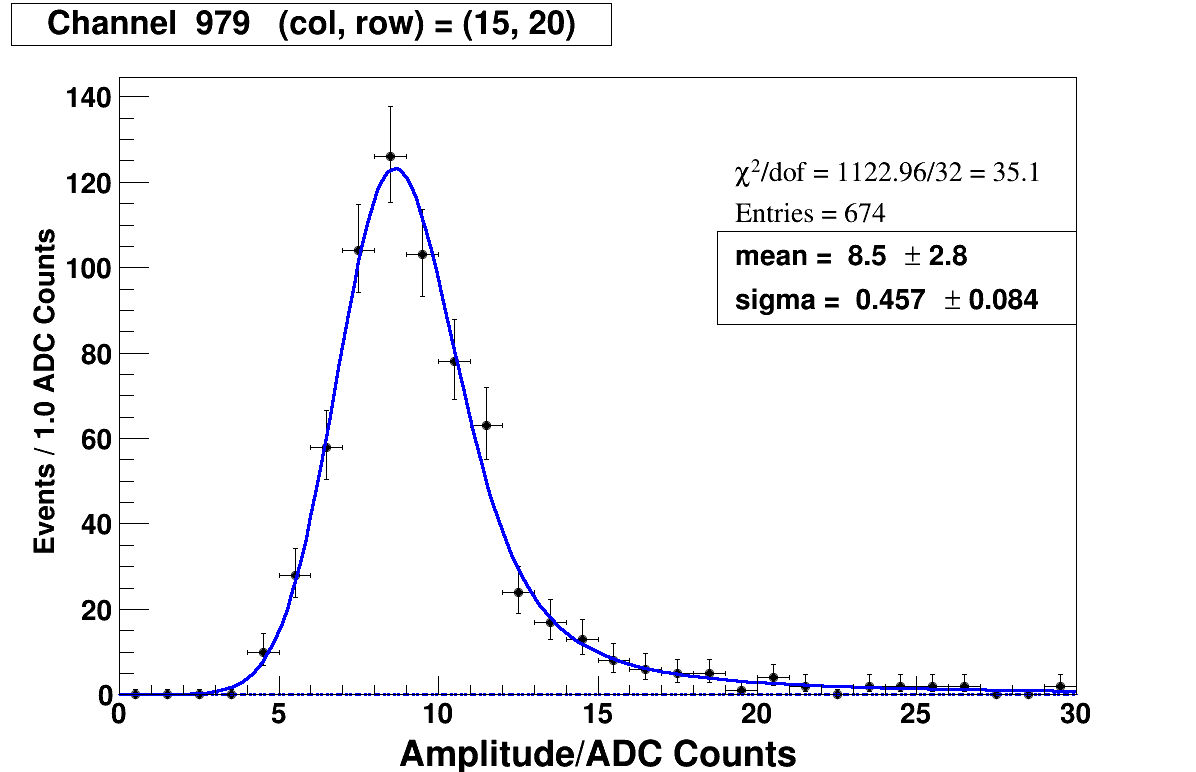 Channel 979 (col, row) = (15, 20)
140
120
100
80
60
40
20
0
Events / 1.0 ADC Counts
χ²/dof = 1122.96/32 = 35.1
Entries = 674
mean = 8.5 ± 2.8
sigma = 0.457 ± 0.084
0 5 10 15 20 25 30
Amplitude/ADC Counts